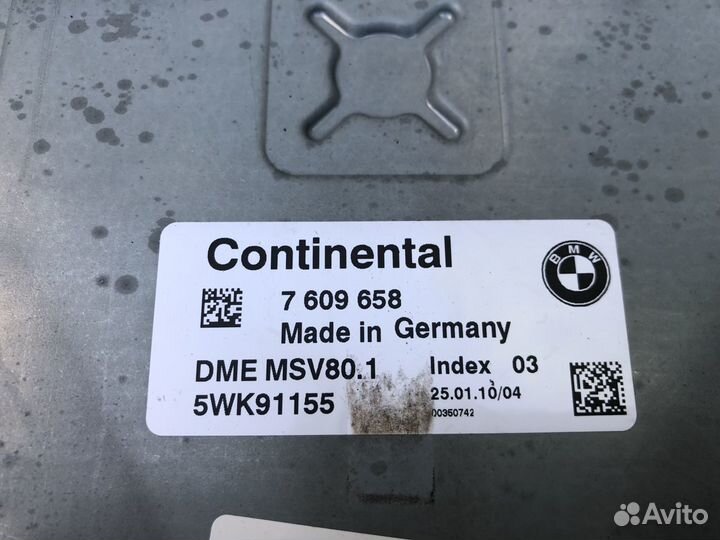 Continental
BMW
7 609 658
Made in Germany
DME MSV80.1 Index 03
5WK91155 25.01.10/04
00350742
Avito